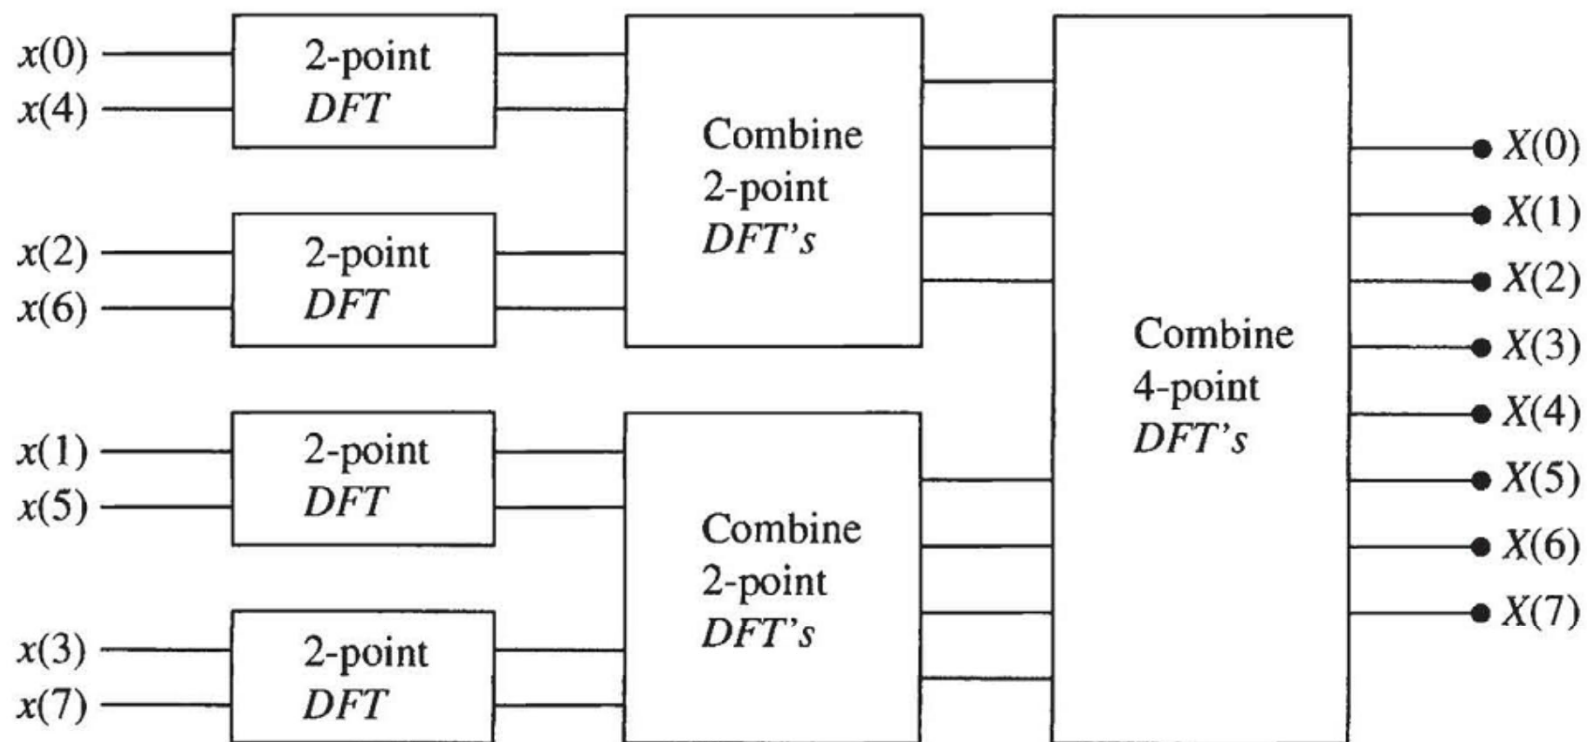 x(0)
x(4)
2-point
DFT
x(2)
x(6)
2-point
DFT
x(1)
x(5)
2-point
DFT
x(3)
x(7)
2-point
DFT
Combine
2-point
DFT's
Combine
2-point
DFT's
Combine
4-point
DFT's
X(0)
X(1)
X(2)
X(3)
X(4)
X(5)
X(6)
X(7)